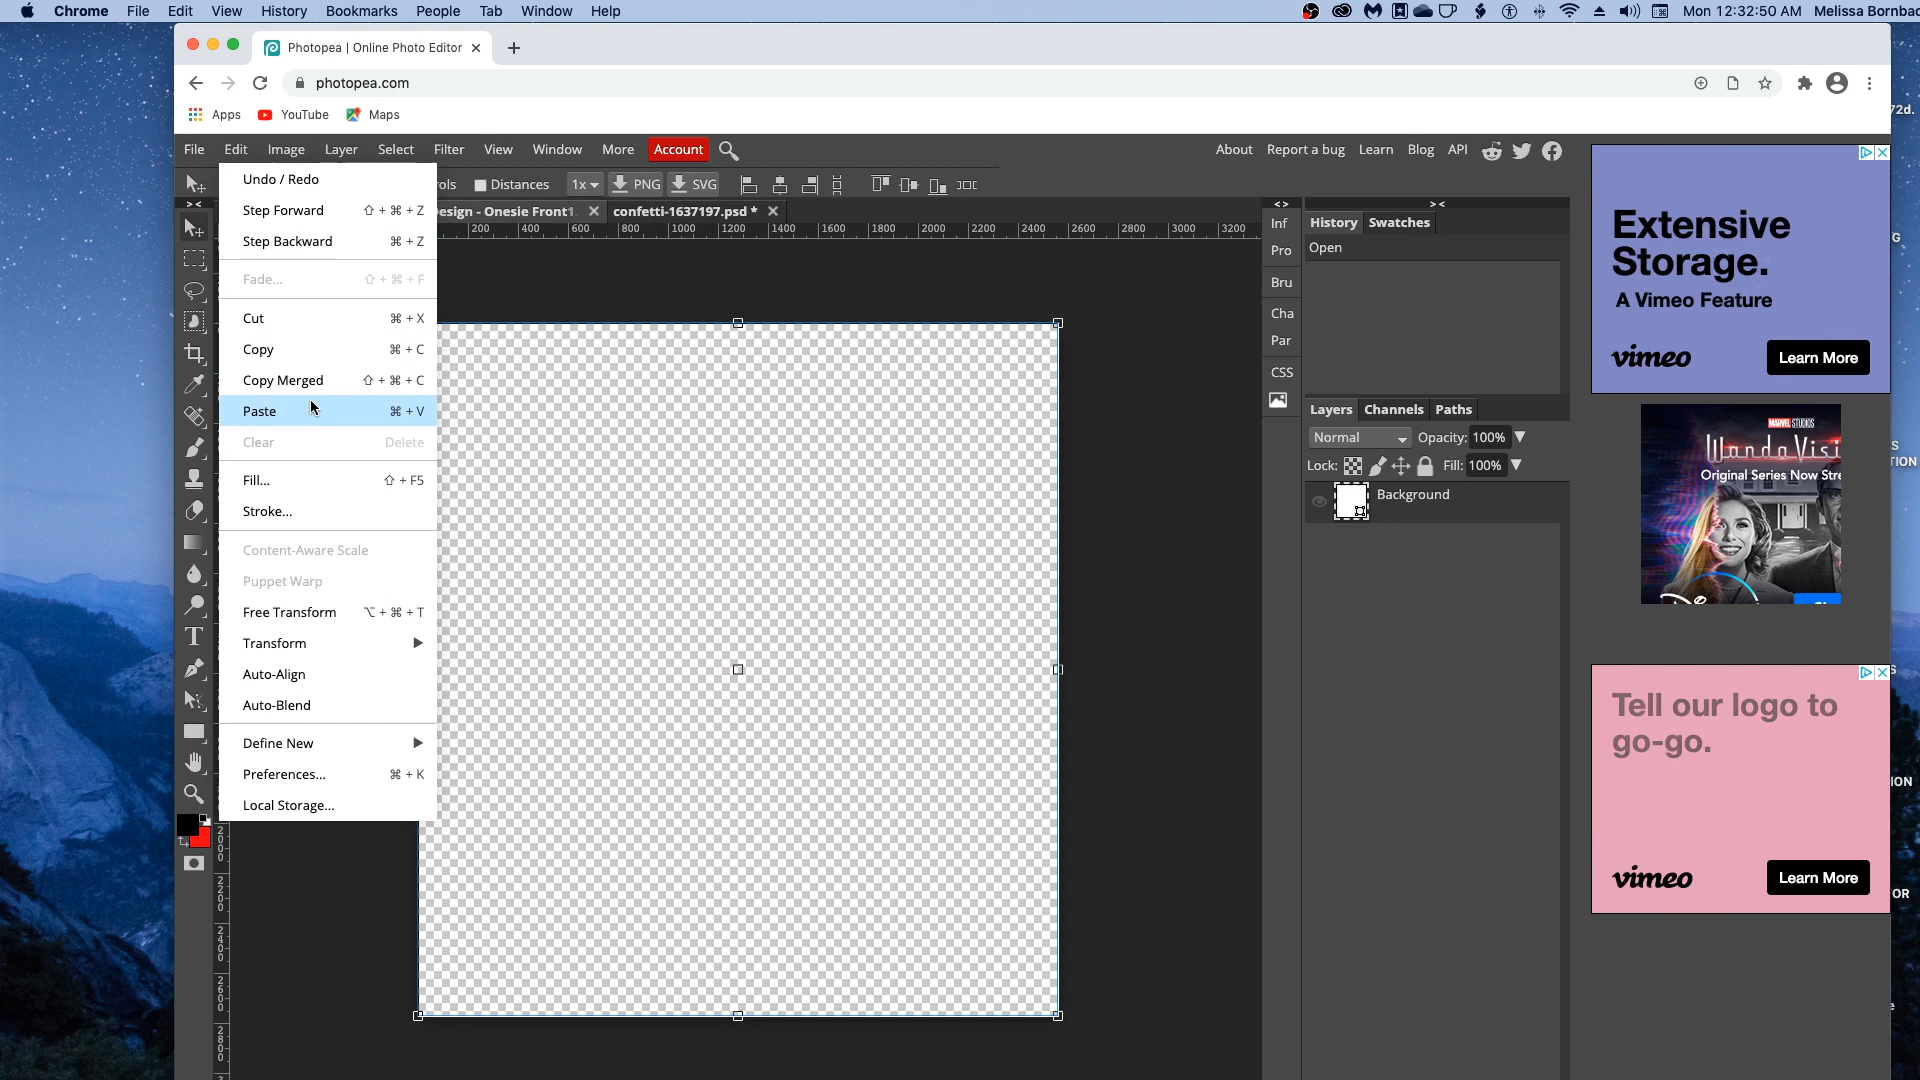 Chrome File Edit View History Bookmarks People Tab Window Help Mon 12:32:50 AM Melissa Bornbac
Photopea | Online Photo Editor
photopea.com
Apps YouTube Maps
File Edit Image Layer Select Filter View Window More Account About Report a bug Learn Blog API
Distances 1x PNG SVG
esign - Onesie Front1 confetti-1637197.psd *
200 400 600 800 1000 1200 1400 1600 1800 2000 2200 2400 2600 2800 3000 3200
Undo / Redo
Step Forward ⇧ + ⌘ + Z
Step Backward ⌘ + Z
Fade... ⇧ + ⌘ + F
Cut ⌘ + X
Copy ⌘ + C
Copy Merged ⇧ + ⌘ + C
Paste ⌘ + V
Clear Delete
Fill... ⇧ + F5
Stroke...
Content-Aware Scale
Puppet Warp
Free Transform ⌥ + ⌘ + T
Transform
Auto-Align
Auto-Blend
Define New
Preferences... ⌘ + K
Local Storage...
2000
2200
2400
2600
2800
Inf
Pro
Bru
Cha
Par
CSS
History Swatches
Open
Layers Channels Paths
Normal Opacity: 100%
Lock: Fill: 100%
Background
Extensive
Storage.
A Vimeo Feature
vimeo Learn More
MARVEL STUDIOS
WandaVisi
Original Series Now Stre
Tell our logo to
go-go.
vimeo Learn More
72d.